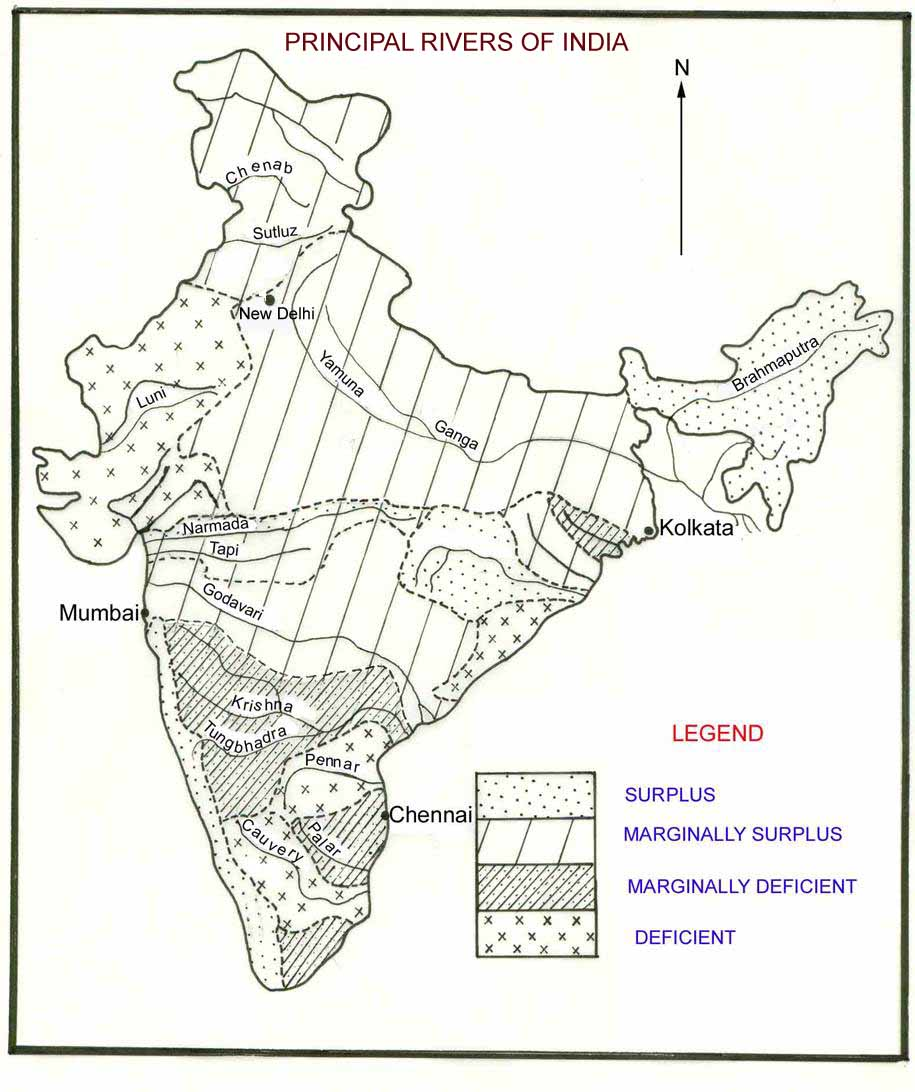 PRINCIPAL RIVERS OF INDIA
N
Chenab
Sutluz
New Delhi
Yamuna
Luni
Ganga
Brahmaputra
Narmada
Kolkata
Tapi
Godavari
Mumbai
Krishna
Tungbhadra
LEGEND
Pennar
SURPLUS
Chennai
MARGINALLY SURPLUS
Cauvery
Palar
MARGINALLY DEFICIENT
DEFICIENT